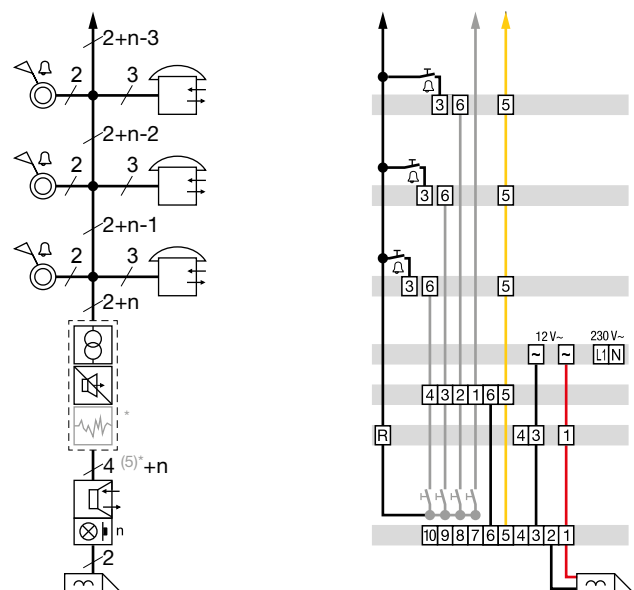 2+n-3
2 3
2+n-2
2 3
2+n-1
2 3
2+n
*
4 (5)*+n
n
2
3 6 5
3 6 5
3 6 5
12 V~ 230 V~
~ ~ L1 N
4 3 2 1 6 5
R 4 3 1
10 9 8 7 6 5 4 3 2 1